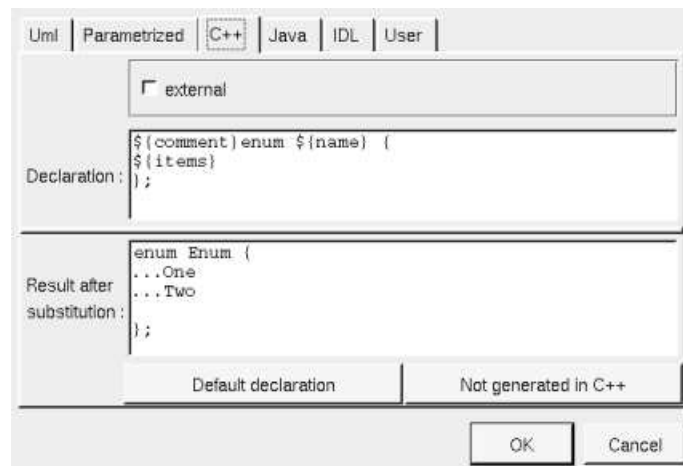 Uml Parametrized C++ Java IDL User
external
Declaration :
${comment}enum ${name} {
${items}
};
Result after
substitution :
enum Enum {
...One
...Two
};
Default declaration Not generated in C++
OK Cancel